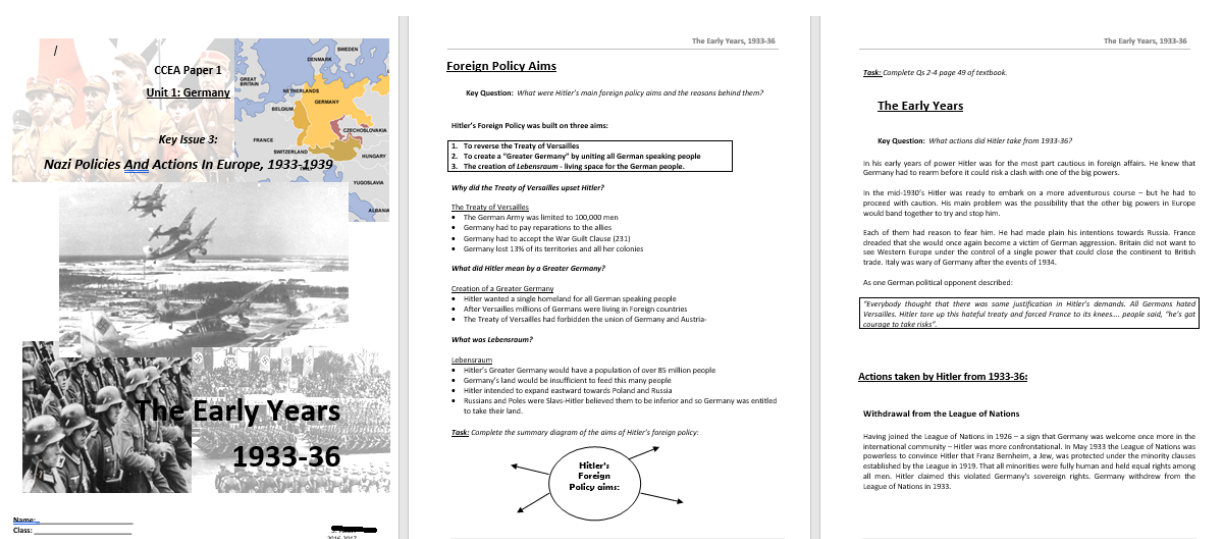 /
CCEA Paper 1
Unit 1: Germany
Key Issue 3:
Nazi Policies And Actions In Europe, 1933-1939
SWEDEN
DENMARK
GREAT
BRITAIN
NETHERLANDS
GERMANY
BELGIUM
CZECHOSLOVAKIA
FRANCE
SWITZERLAND
HUNGARY
YUGOSLAVIA
ALBANIA
The Early Years
1933-36
Name:
Class:
2016-2017
The Early Years, 1933-36
Foreign Policy Aims
Key Question: What were Hitler's main foreign policy aims and the reasons behind them?
Hitler's Foreign Policy was built on three aims:
1. To reverse the Treaty of Versailles
2. To create a "Greater Germany" by uniting all German speaking people
3. The creation of Lebensraum - living space for the German people.
Why did the Treaty of Versailles upset Hitler?
The Treaty of Versailles
• The German Army was limited to 100,000 men
• Germany had to pay reparations to the allies
• Germany had to accept the War Guilt Clause (231)
• Germany lost 13% of its territories and all her colonies
What did Hitler mean by a Greater Germany?
Creation of a Greater Germany
• Hitler wanted a single homeland for all German speaking people
• After Versailles millions of Germans were living in Foreign countries
• The Treaty of Versailles had forbidden the union of Germany and Austria-
What was Lebensraum?
Lebensraum
• Hitler's Greater Germany would have a population of over 85 million people
• Germany's land would be insufficient to feed this many people
• Hitler intended to expand eastward towards Poland and Russia
• Russians and Poles were Slavs-Hitler believed them to be inferior and so Germany was entitled
to take their land.
Task: Complete the summary diagram of the aims of Hitler's foreign policy:
Hitler's
Foreign
Policy aims:
The Early Years, 1933-36
Task: Complete Qs 2-4 page 49 of textbook.
The Early Years
Key Question: What actions did Hitler take from 1933-36?
In his early years of power Hitler was for the most part cautious in foreign affairs. He knew that
Germany had to rearm before it could risk a clash with one of the big powers.
In the mid-1930's Hitler was ready to embark on a more adventurous course – but he had to
proceed with caution. His main problem was the possibility that the other big powers in Europe
would band together to try and stop him.
Each of them had reason to fear him. He had made plain his intentions towards Russia. France
dreaded that she would once again become a victim of German aggression. Britain did not want to
see Western Europe under the control of a single power that could close the continent to British
trade. Italy was wary of Germany after the events of 1934.
As one German political opponent described:
"Everybody thought that there was some justification in Hitler's demands. All Germans hated
Versailles. Hitler tore up this hateful treaty and forced France to its knees.... people said, "he's got
courage to take risks".
Actions taken by Hitler from 1933-36:
Withdrawal from the League of Nations
Having joined the League of Nations in 1926 – a sign that Germany was welcome once more in the
international community – Hitler was more confrontational. In May 1933 the League of Nations was
powerless to convince Hitler that Franz Bernheim, a Jew, was protected under the minority clauses
established by the League in 1919. That all minorities were fully human and held equal rights among
all men. Hitler claimed this violated Germany's sovereign rights. Germany withdrew from the
League of Nations in 1933.